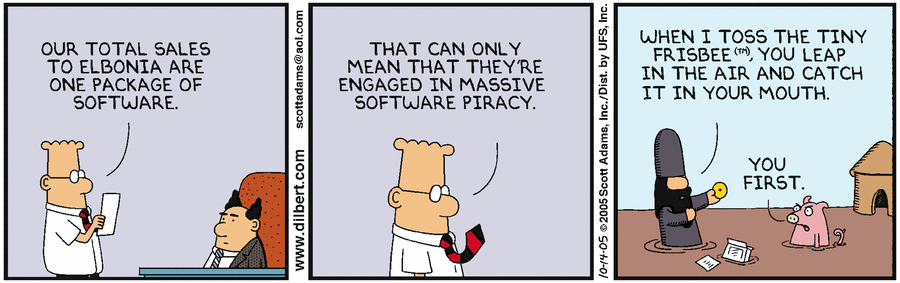 OUR TOTAL SALES
TO ELBONIA ARE
ONE PACKAGE OF
SOFTWARE.
www.dilbert.com
scottadams@aol.com
THAT CAN ONLY
MEAN THAT THEY'RE
ENGAGED IN MASSIVE
SOFTWARE PIRACY.
10-14-05 © 2005 Scott Adams, Inc./Dist. by UFS, Inc.
WHEN I TOSS THE TINY
FRISBEE(TM), YOU LEAP
IN THE AIR AND CATCH
IT IN YOUR MOUTH.
YOU
FIRST.